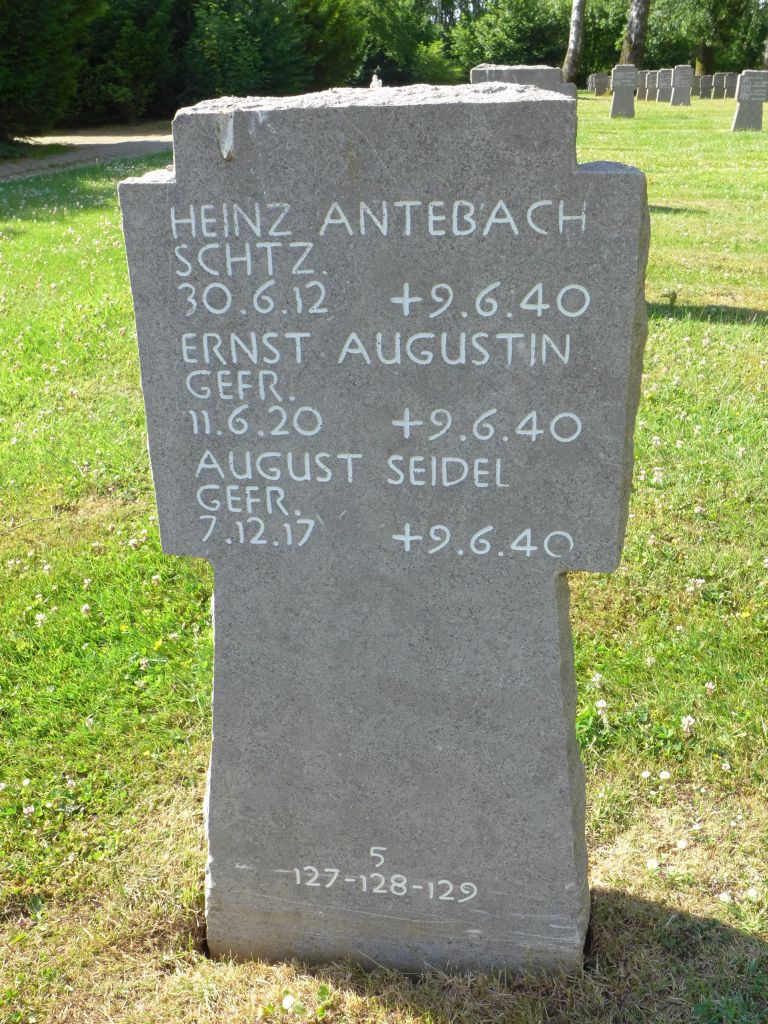 HEINZ ANTEBACH
SCHTZ.
30.6.12 +9.6.40
ERNST AUGUSTIN
GEFR.
11.6.20 +9.6.40
AUGUST SEIDEL
GEFR.
7.12.17 +9.6.40
5
127-128-129